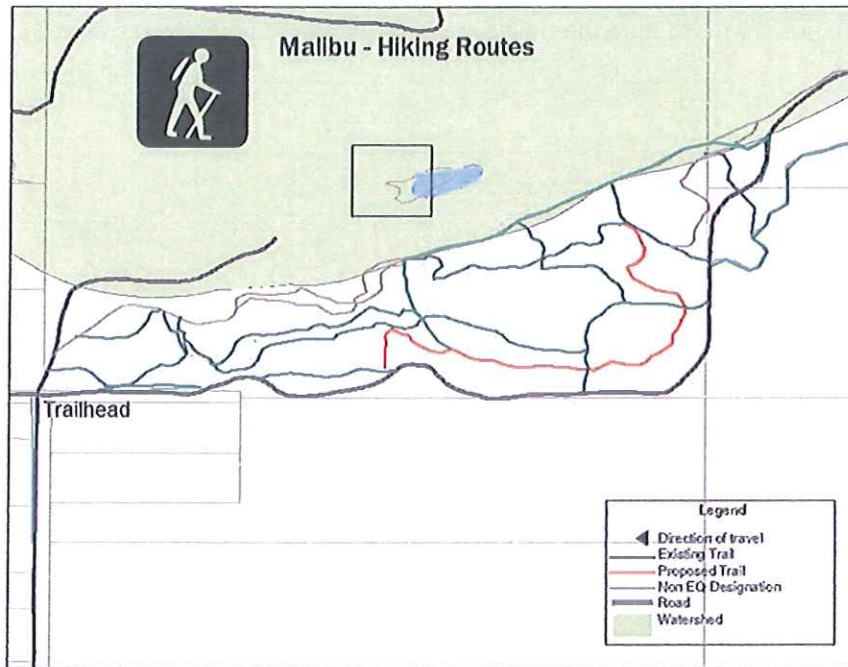 Malibu - Hiking Routes
Trailhead
Legend
Direction of travel
Existing Trail
Proposed Trail
Non EQ Designation
Road
Watershed